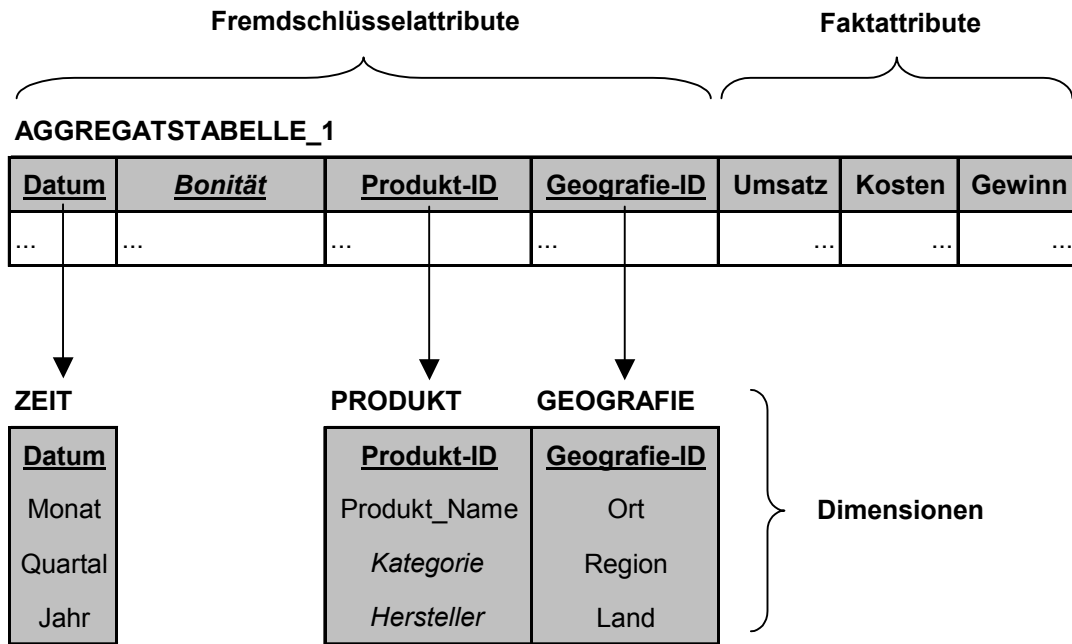 Fremdschlüsselattribute Faktattribute
AGGREGATSTABELLE_1
Datum Bonität Produkt-ID Geografie-ID Umsatz Kosten Gewinn
... ... ... ... ... ... ...
ZEIT PRODUKT GEOGRAFIE
Datum Produkt-ID Geografie-ID
Monat Produkt_Name Ort
Dimensionen
Quartal Kategorie Region
Jahr Hersteller Land